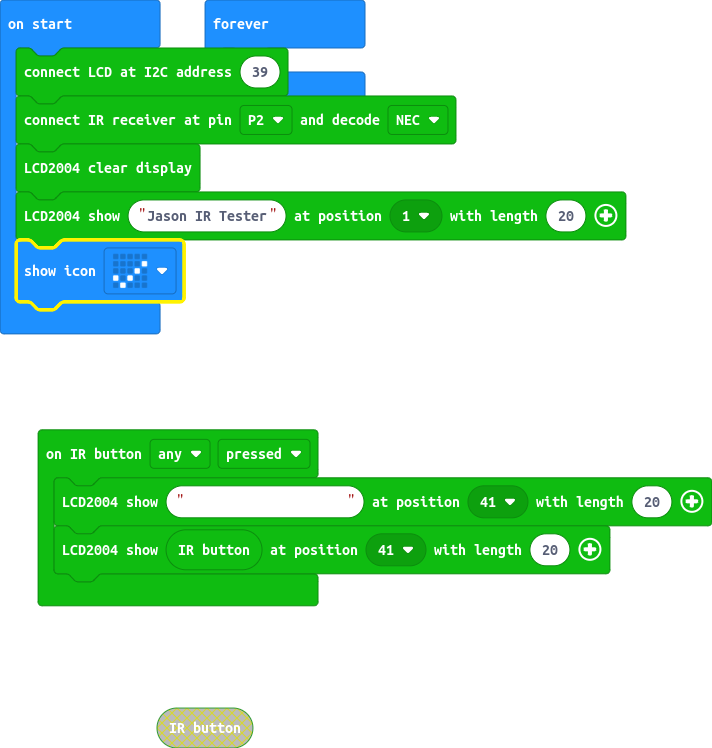 on start
forever
connect LCD at I2C address 39
connect IR receiver at pin P2 and decode NEC
LCD2004 clear display
LCD2004 show "Jason IR Tester" at position 1 with length 20
show icon
on IR button any pressed
LCD2004 show " " at position 41 with length 20
LCD2004 show IR button at position 41 with length 20
IR button